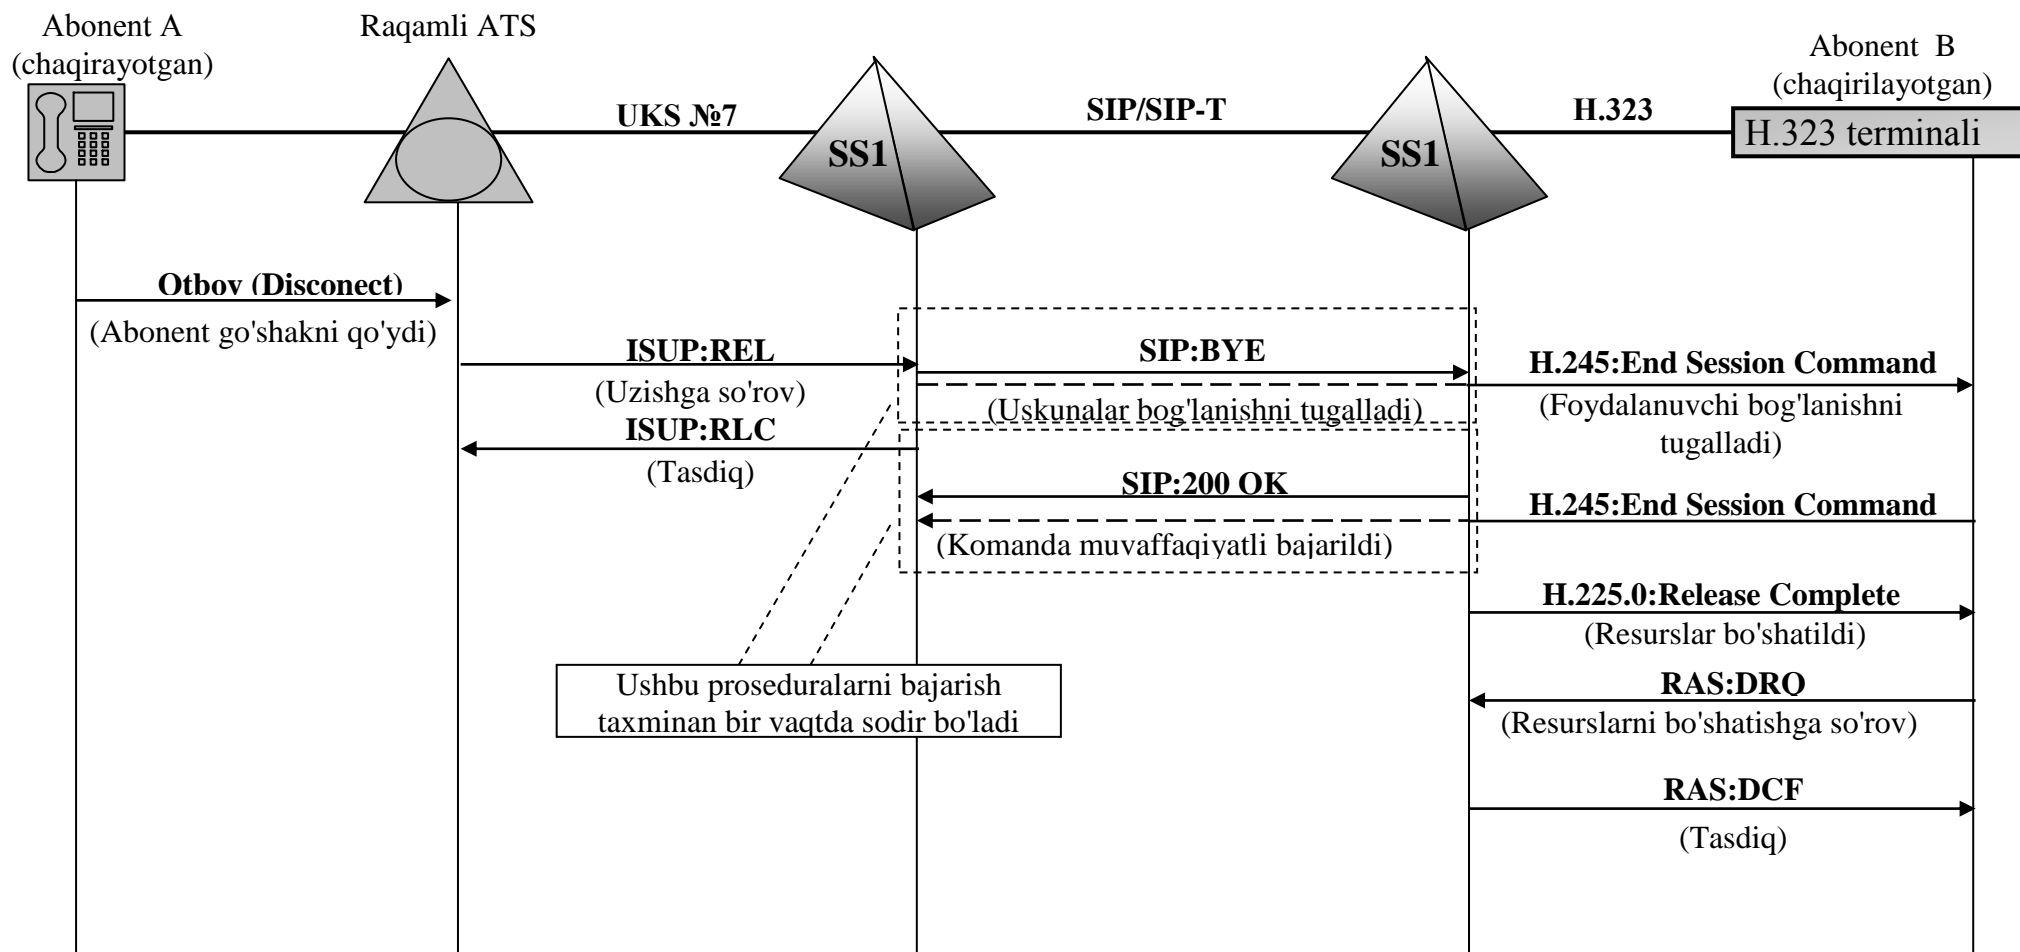 Abonent A
(chaqirayotgan)
Raqamli ATS
Abonent B
(chaqirilayotgan)
UKS №7
SIP/SIP-T
H.323
H.323 terminali
SS1
SS1
Otboy (Disconect)
(Abonent go'shakni qo'ydi)
ISUP:REL
(Uzishga so'rov)
SIP:BYE
(Uskunalar bog'lanishni tugalladi)
H.245:End Session Command
(Foydalanuvchi bog'lanishni
tugalladi)
ISUP:RLC
(Tasdiq)
SIP:200 OK
(Komanda muvaffaqiyatli bajarildi)
H.245:End Session Command
H.225.0:Release Complete
(Resurslar bo'shatildi)
RAS:DRQ
(Resurslarni bo'shatishga so'rov)
Ushbu proseduralarni bajarish
taxminan bir vaqtda sodir bo'ladi
RAS:DCF
(Tasdiq)